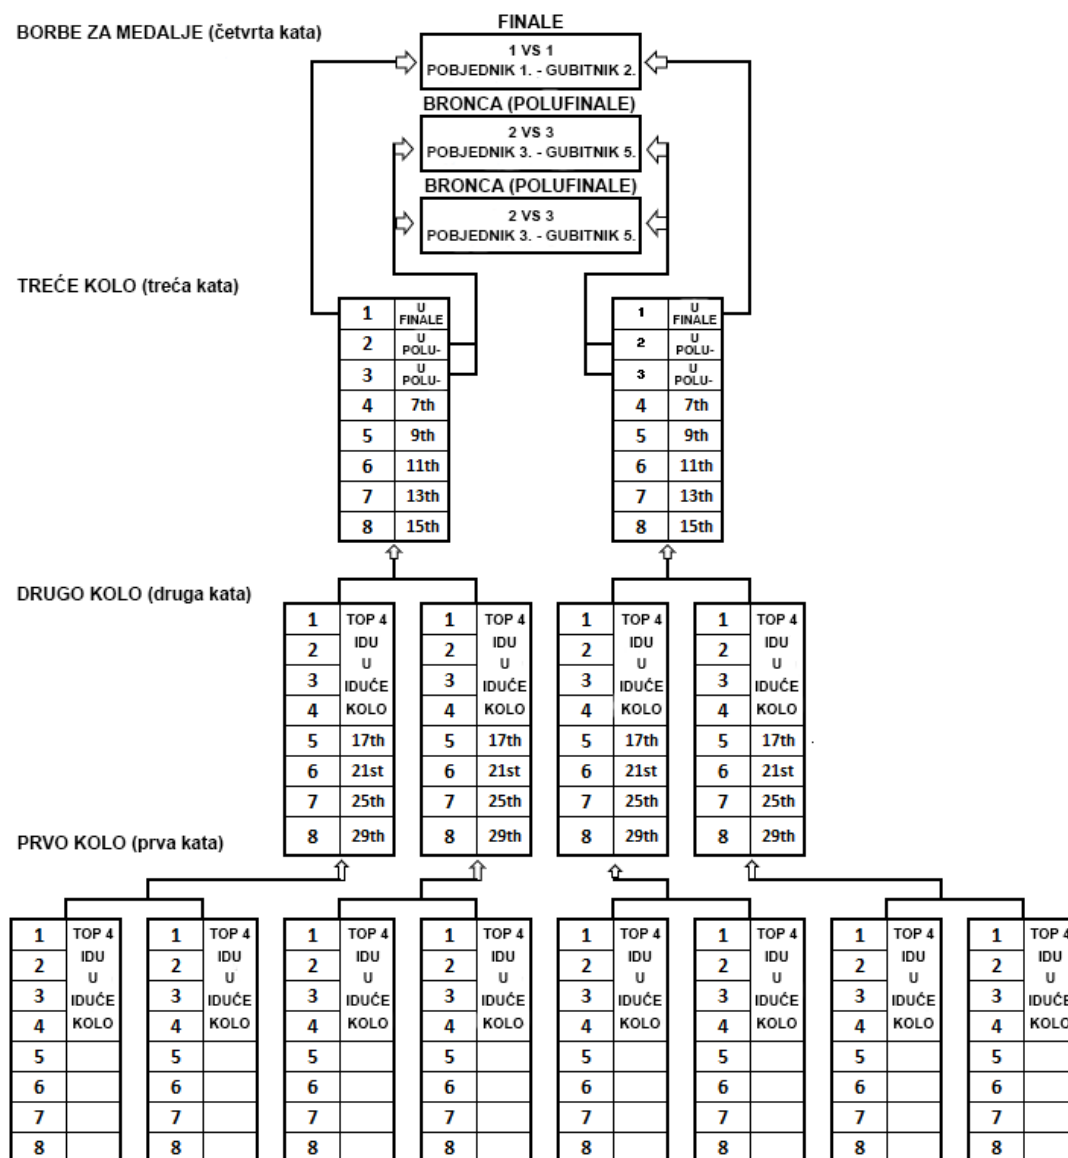 BORBE ZA MEDALJE (četvrta kata)
FINALE
1 VS 1
POBJEDNIK 1. - GUBITNIK 2.
BRONCA (POLUFINALE)
2 VS 3
POBJEDNIK 3. - GUBITNIK 5.
BRONCA (POLUFINALE)
2 VS 3
POBJEDNIK 3. - GUBITNIK 5.
TREĆE KOLO (treća kata)
1 U FINALE
2 U POLU-
3 U POLU-
4 7th
5 9th
6 11th
7 13th
8 15th
1 U FINALE
2 U POLU-
3 U POLU-
4 7th
5 9th
6 11th
7 13th
8 15th
DRUGO KOLO (druga kata)
1 TOP 4
2 IDU
U
3 IDUĆE
4 KOLO
5 17th
6 21st
7 25th
8 29th
1 TOP 4
2 IDU
U
3 IDUĆE
4 KOLO
5 17th
6 21st
7 25th
8 29th
1 TOP 4
2 IDU
U
3 IDUĆE
4 KOLO
5 17th
6 21st
7 25th
8 29th
1 TOP 4
2 IDU
U
3 IDUĆE
4 KOLO
5 17th
6 21st
7 25th
8 29th
PRVO KOLO (prva kata)
1 TOP 4
2 IDU
U
3 IDUĆE
4 KOLO
5
6
7
8
1 TOP 4
2 IDU
U
3 IDUĆE
4 KOLO
5
6
7
8
1 TOP 4
2 IDU
U
3 IDUĆE
4 KOLO
5
6
7
8
1 TOP 4
2 IDU
U
3 IDUĆE
4 KOLO
5
6
7
8
1 TOP 4
2 IDU
U
3 IDUĆE
4 KOLO
5
6
7
8
1 TOP 4
2 IDU
U
3 IDUĆE
4 KOLO
5
6
7
8
1 TOP 4
2 IDU
U
3 IDUĆE
4 KOLO
5
6
7
8
1 TOP 4
2 IDU
U
3 IDUĆE
4 KOLO
5
6
7
8